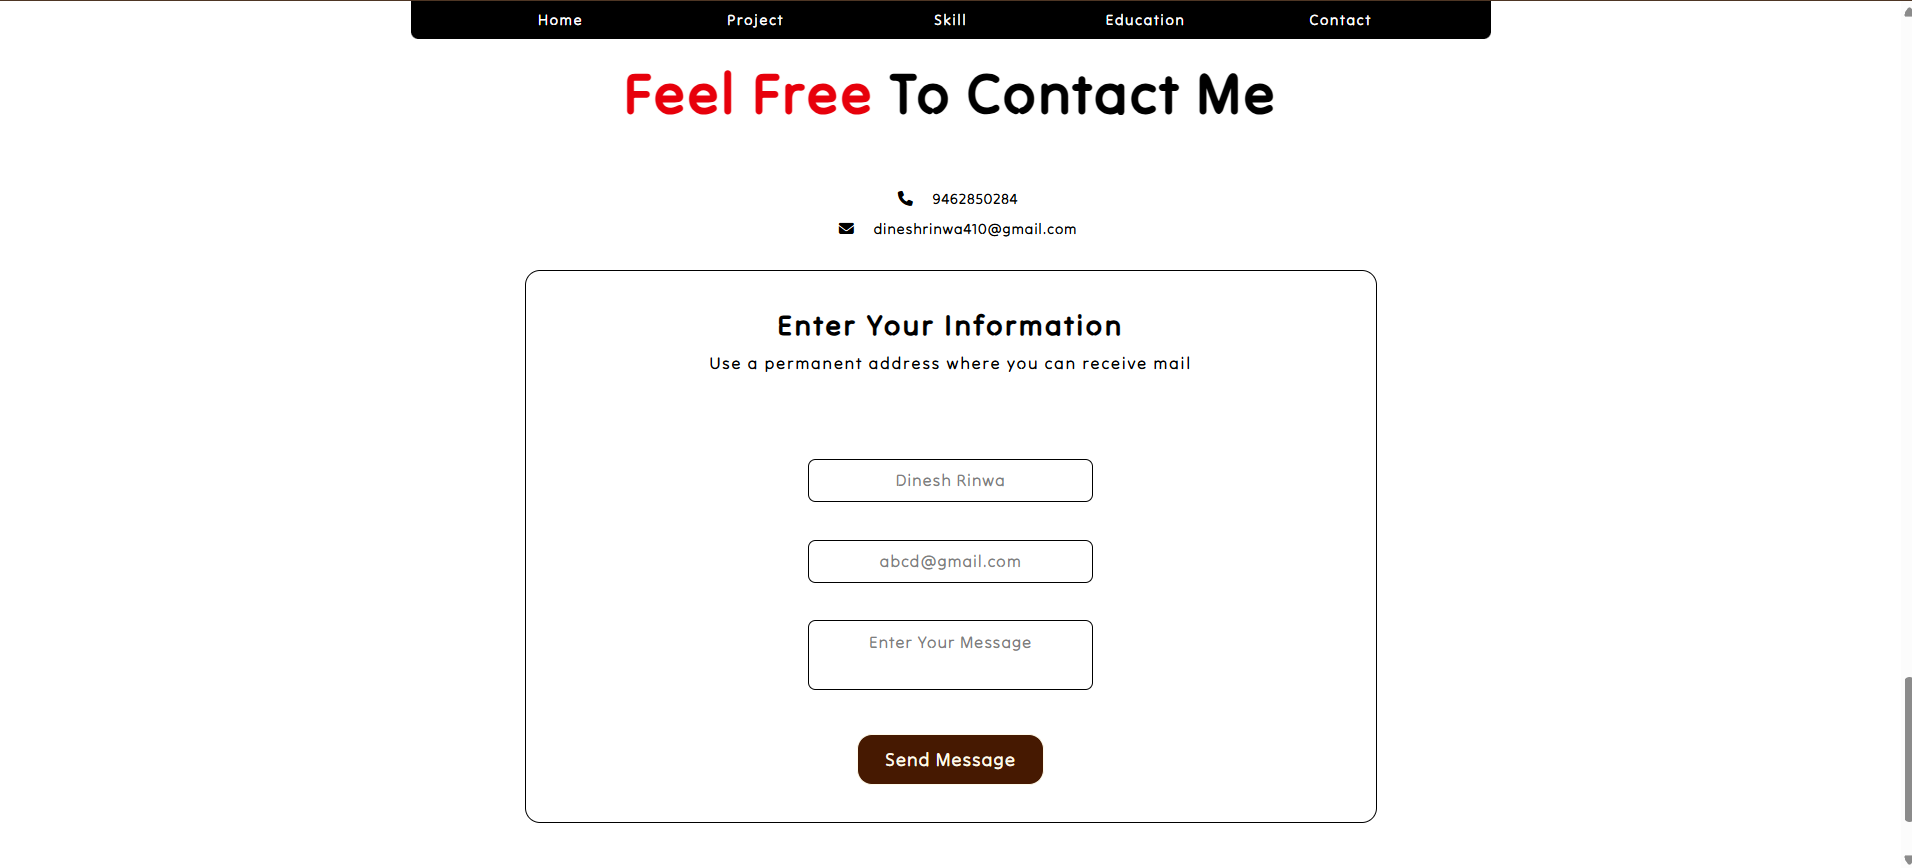 Home Project Skill Education Contact
Feel Free To Contact Me
9462850284
dineshrinwa410@gmail.com
Enter Your Information
Use a permanent address where you can receive mail
Dinesh Rinwa
abcd@gmail.com
Enter Your Message
Send Message